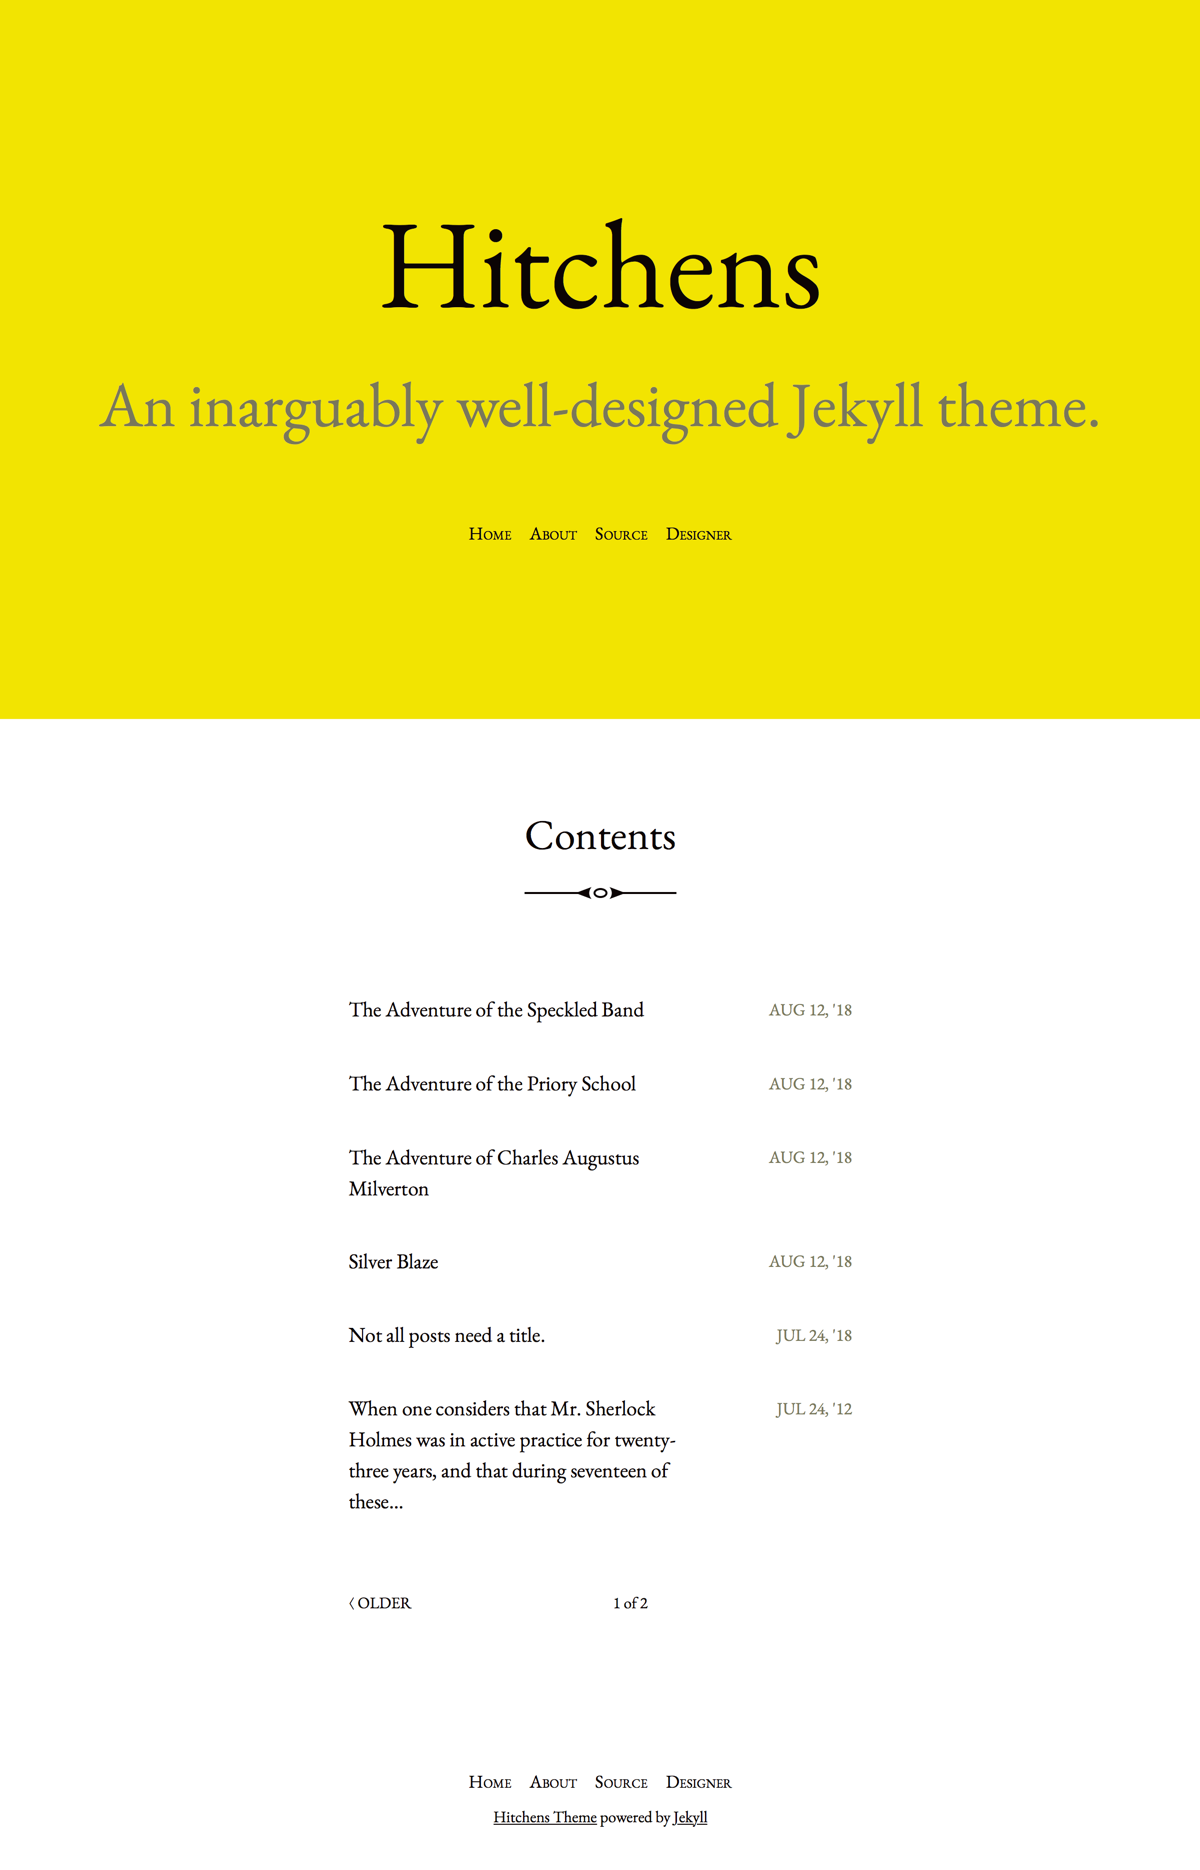 Hitchens
An inarguably well-designed Jekyll theme.
Home About Source Designer
Contents
The Adventure of the Speckled Band AUG 12, '18
The Adventure of the Priory School AUG 12, '18
The Adventure of Charles Augustus AUG 12, '18
Milverton
Silver Blaze AUG 12, '18
Not all posts need a title. JUL 24, '18
When one considers that Mr. Sherlock JUL 24, '12
Holmes was in active practice for twenty-
three years, and that during seventeen of
these...
〈 OLDER 1 of 2
Home About Source Designer
Hitchens Theme powered by Jekyll